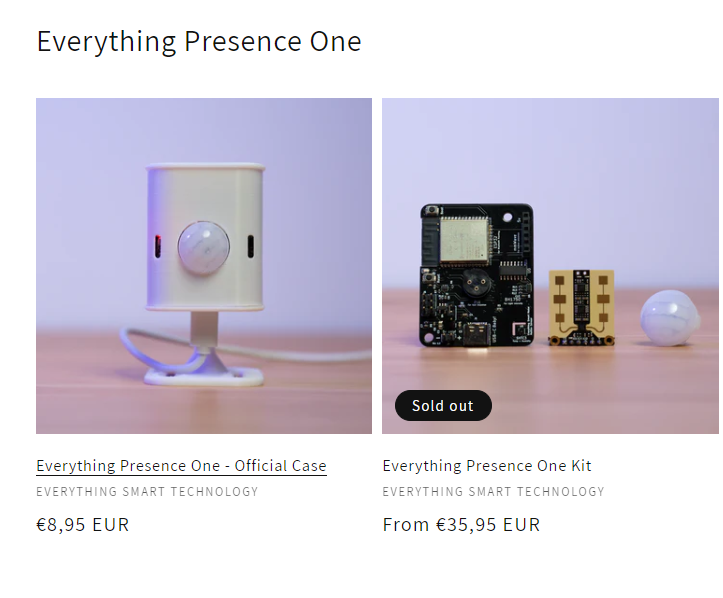 Everything Presence One
Sold out
Everything Presence One - Official Case
EVERYTHING SMART TECHNOLOGY
€8,95 EUR
Everything Presence One Kit
EVERYTHING SMART TECHNOLOGY
From €35,95 EUR